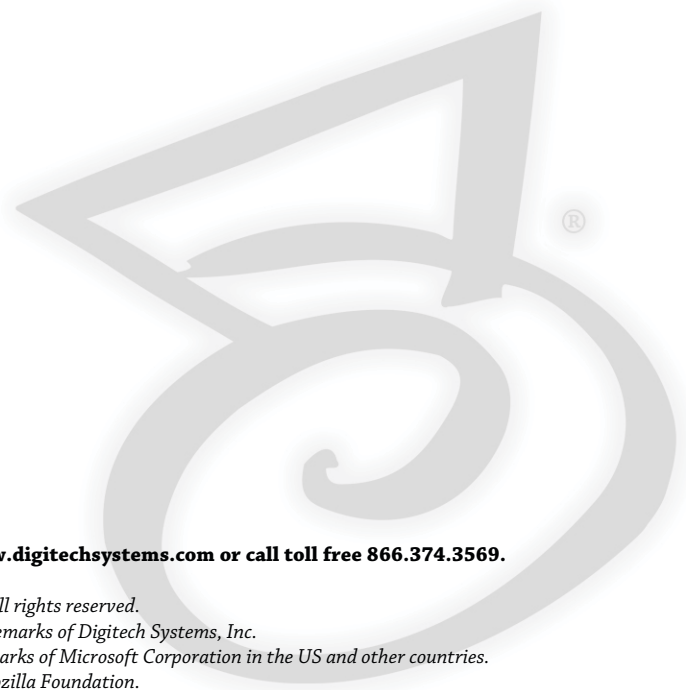 ®
w.digitechsystems.com or call toll free 866.374.3569.
ll rights reserved.
emarks of Digitech Systems, Inc.
arks of Microsoft Corporation in the US and other countries.
ozilla Foundation.